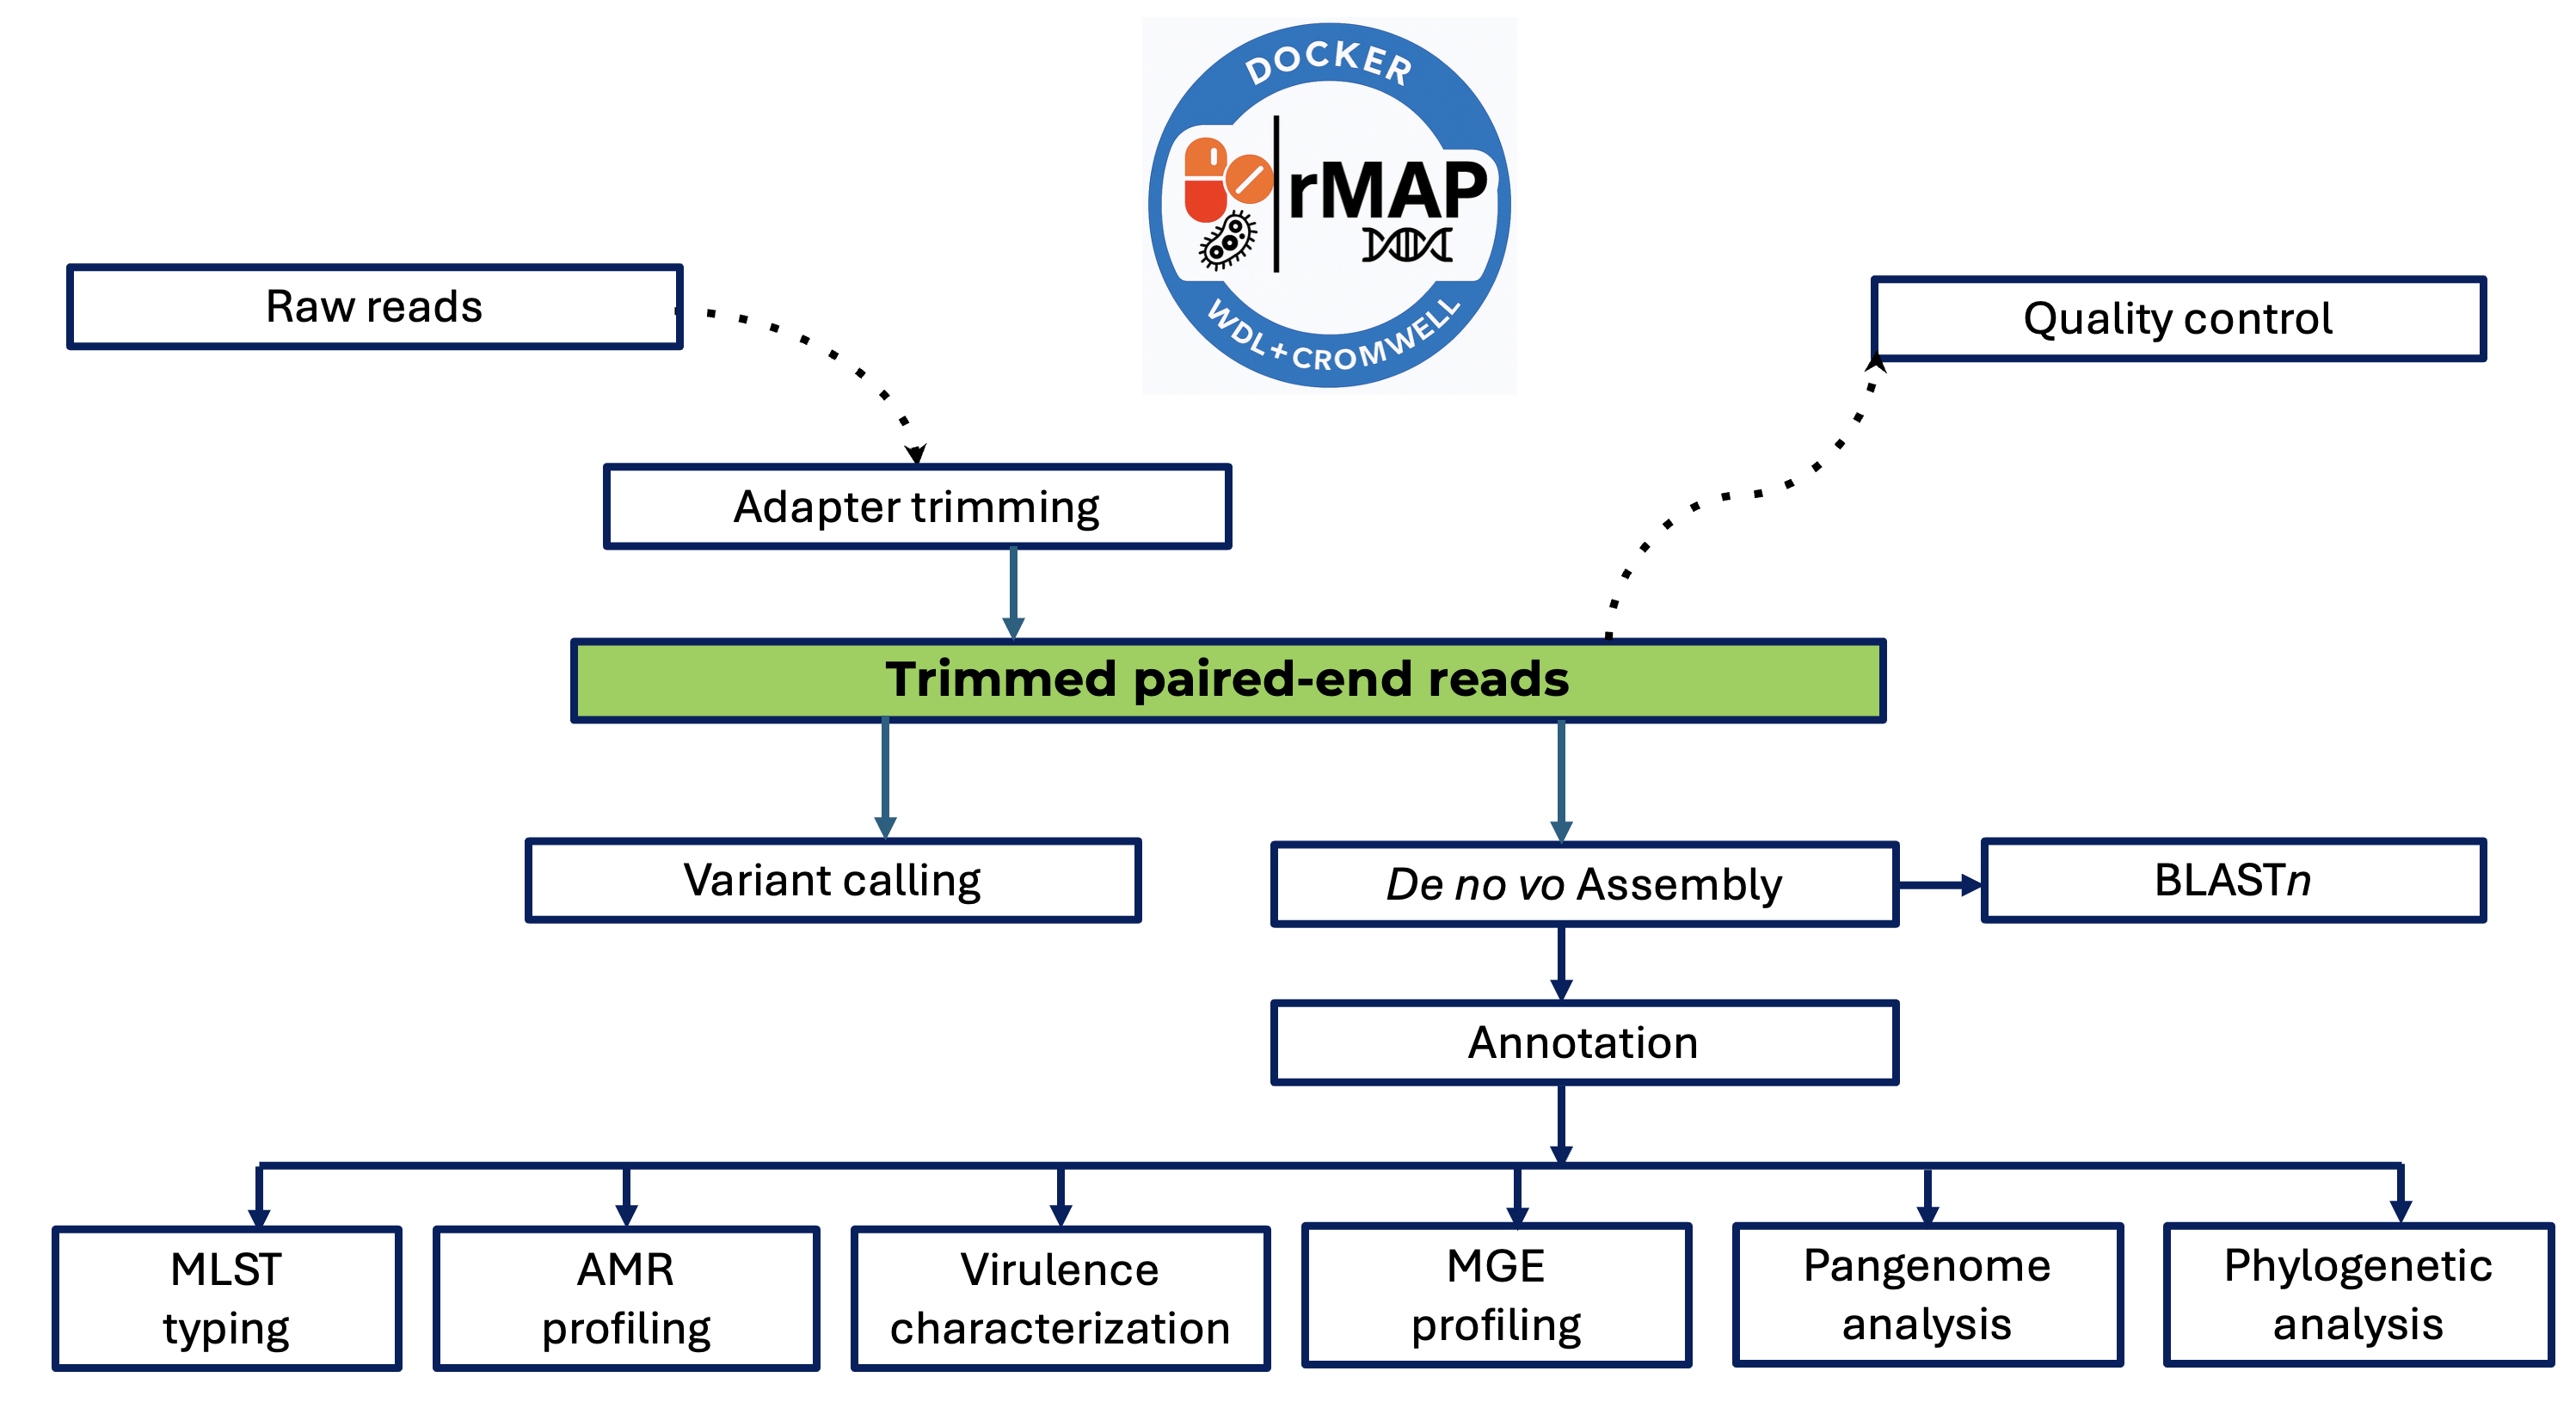 DOCKER
rMAP
WDL+CROMWELL
Raw reads
Quality control
Adapter trimming
Trimmed paired-end reads
Variant calling
De no vo Assembly
BLASTn
Annotation
MLST
typing
AMR
profiling
Virulence
characterization
MGE
profiling
Pangenome
analysis
Phylogenetic
analysis